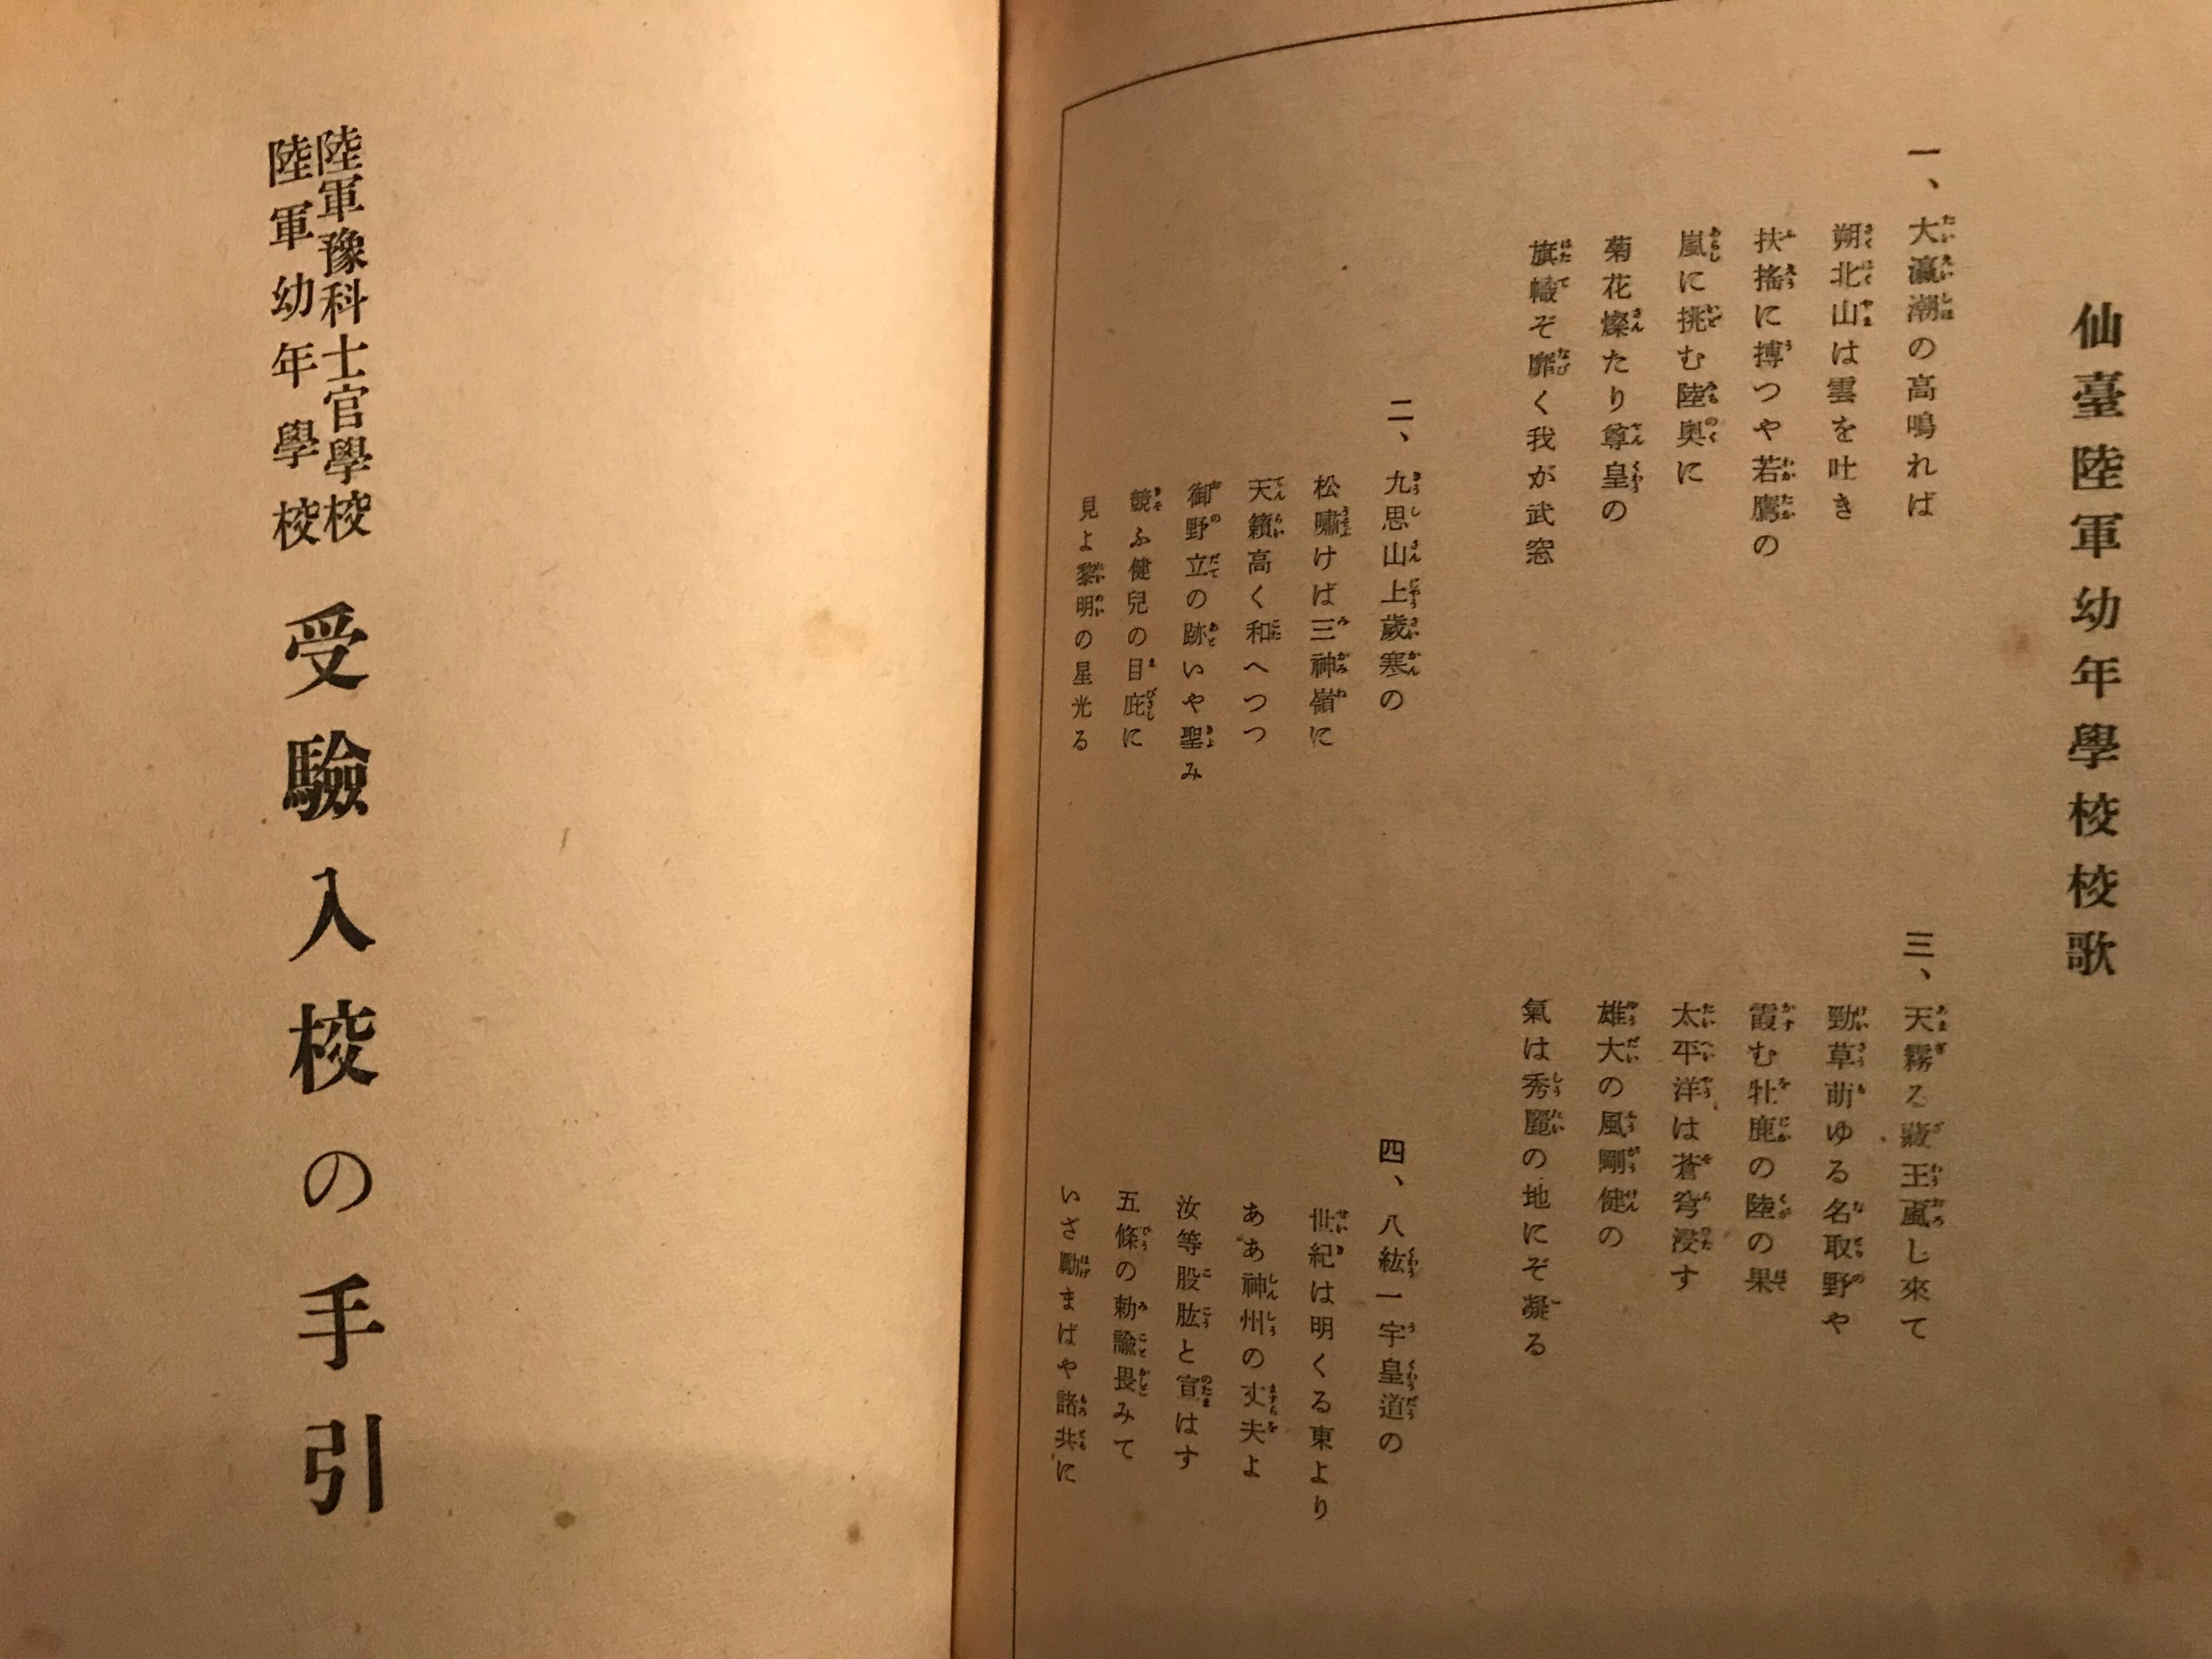 仙臺陸軍幼年學校校歌
一、大瀛潮の高鳴れば
朔北山は雲を吐き
扶搖に搏つや若鷹の
嵐に挑む陸奧に
菊花燦たり尊皇の
旗幟ぞ靡く我が武窓
二、九思山上歲寒の
松嘯けば三神嶺に
天籟高く和へつつ
御野立の跡いや聖み
競ふ健兒の目庇に
見よ黎明の星光る
三、天霧る藏王颪し來て
勁草萌ゆる名取野や
霞む牡鹿の陸の果
太平洋は蒼穹浸す
雄大の風剛健の
氣は秀麗の地にぞ凝る
四、八紘一宇皇道の
世紀は明くる東より
ああ神州の丈夫よ
汝等股肱と宣はす
五條の勅諭畏みて
いざ勵まばや諸共に
陸軍豫科士官學校
陸軍幼年學校
受驗入校の手引